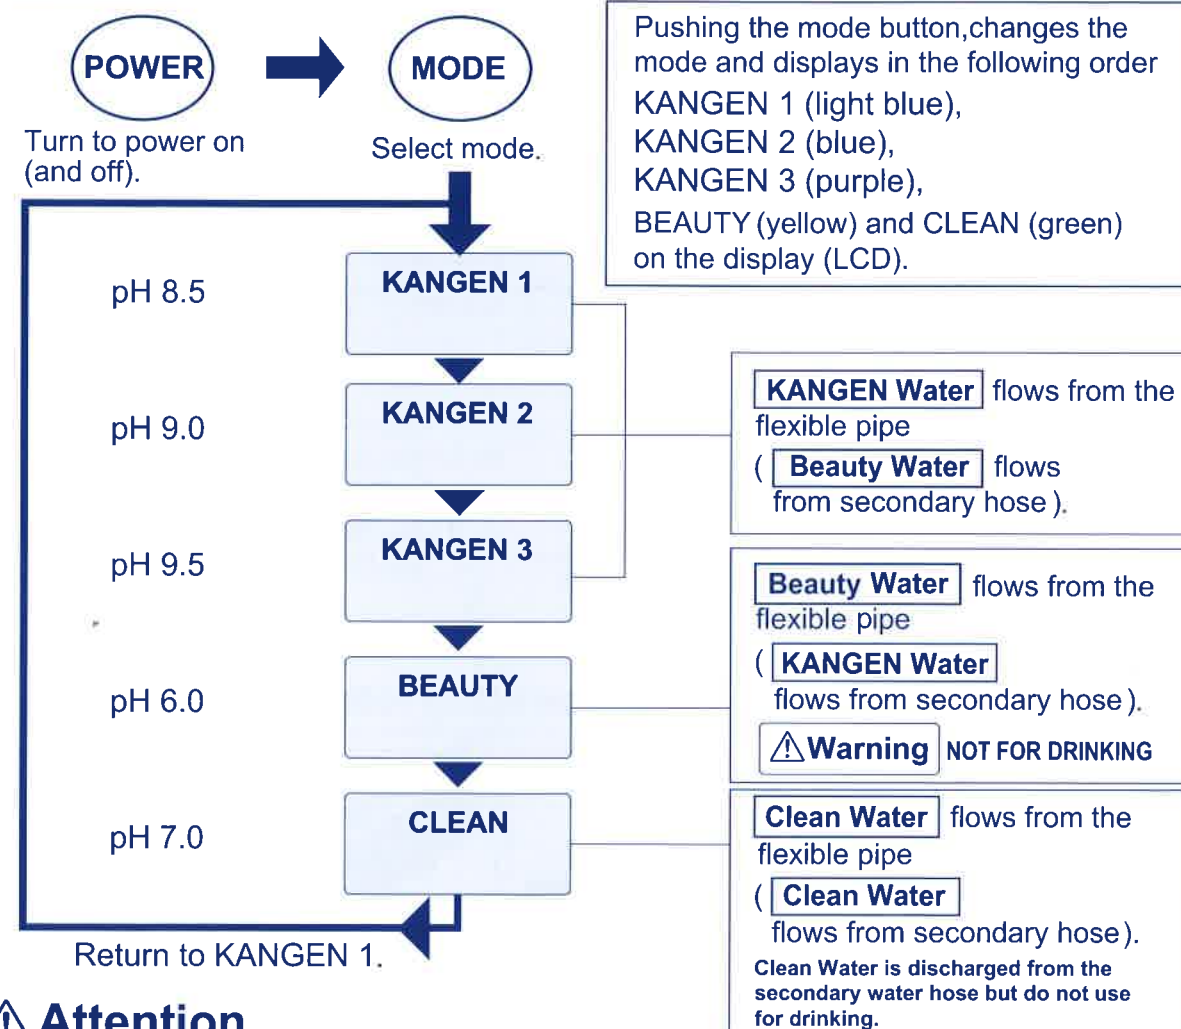 POWER
MODE
Turn to power on
(and off).
Select mode.
Pushing the mode button,changes the
mode and displays in the following order
KANGEN 1 (light blue),
KANGEN 2 (blue),
KANGEN 3 (purple),
BEAUTY (yellow) and CLEAN (green)
on the display (LCD).
pH 8.5
KANGEN 1
pH 9.0
KANGEN 2
pH 9.5
KANGEN 3
pH 6.0
BEAUTY
pH 7.0
CLEAN
Return to KANGEN 1.
KANGEN Water flows from the
flexible pipe
( Beauty Water flows
from secondary hose ).
Beauty Water flows from the
flexible pipe
( KANGEN Water
flows from secondary hose ).
⚠Warning NOT FOR DRINKING
Clean Water flows from the
flexible pipe
( Clean Water
flows from secondary hose).
Clean Water is discharged from the
secondary water hose but do not use
for drinking.
⚠ Attention